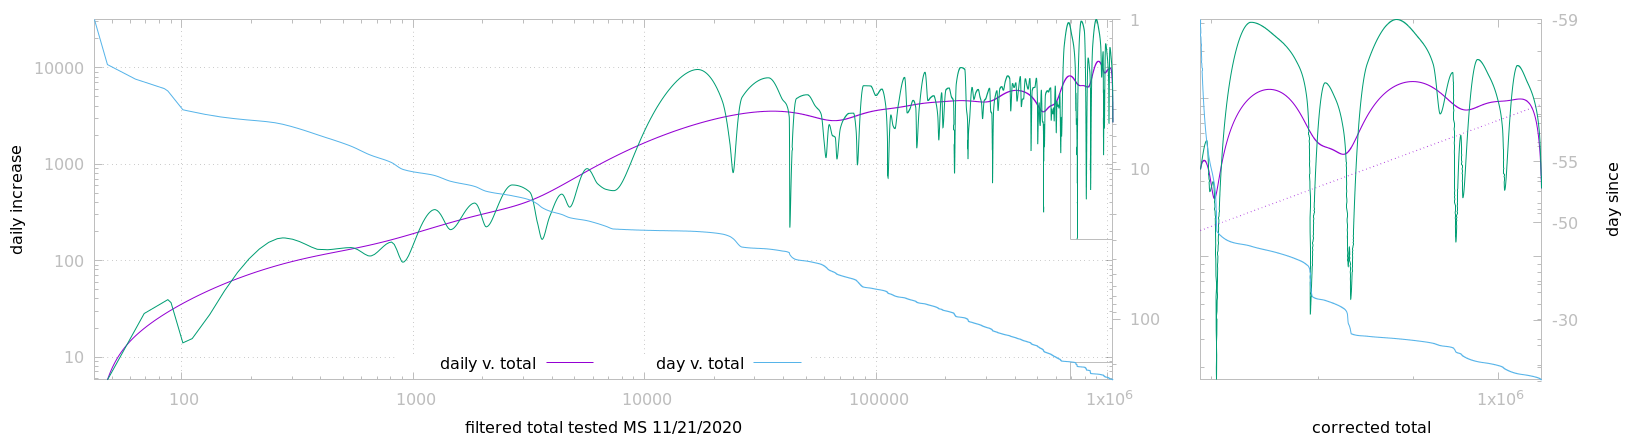 daily increase
10000
1000
100
10
100
1000
10000
100000
1x10^6
filtered total tested MS 11/21/2020
daily v. total
day v. total
1
10
100
1x10^6
corrected total
-59
-55
-50
-30
day since